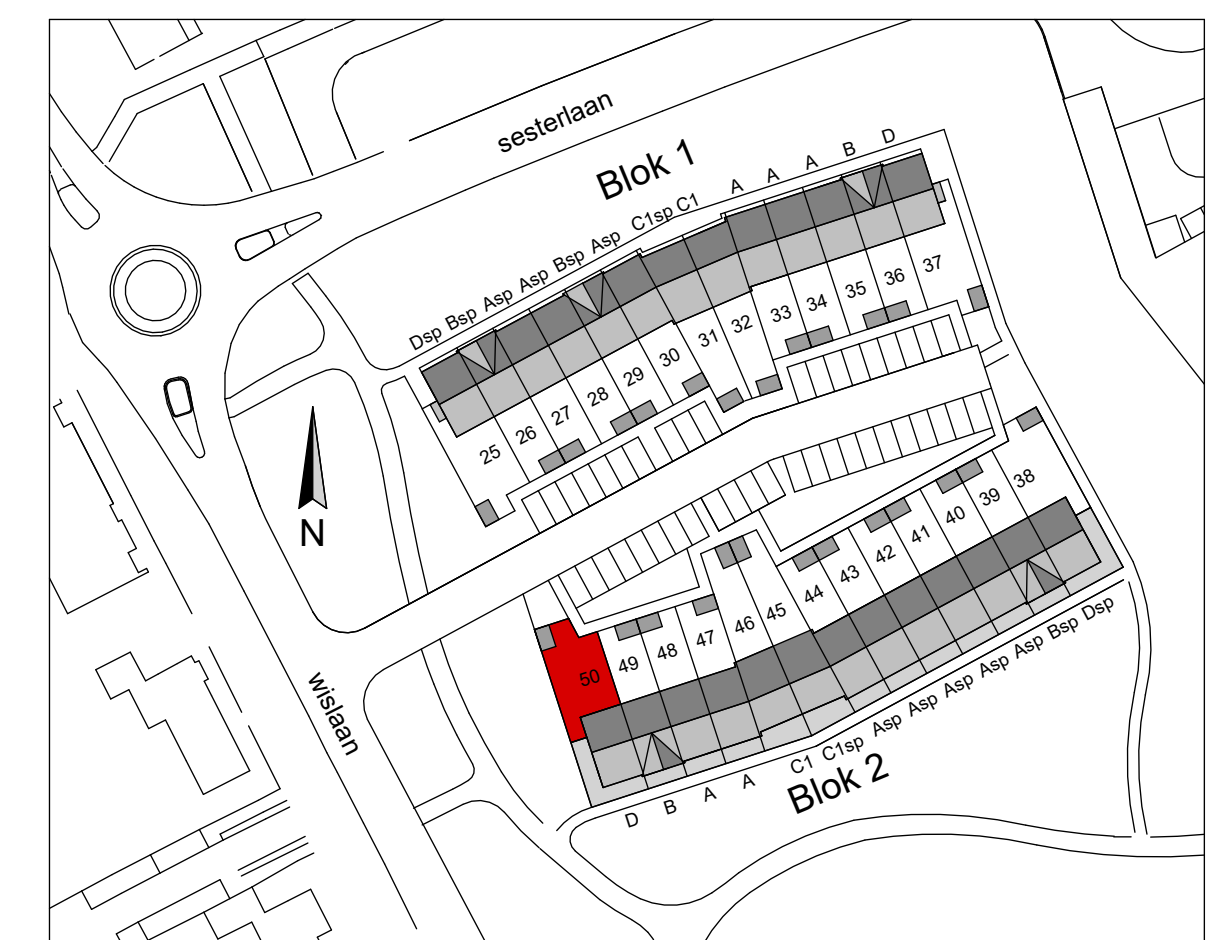 sesterlaan
Blok 1
Dsp Bsp Asp Asp Bsp Asp C1sp C1 A A A B D
25 26 27 28 29 30 31 32 33 34 35 36 37
N
50 49 48 47 46 45 44 43 42 41 40 39 38
wislaan
D B A A C1 C1sp Asp Asp Asp Asp Asp Bsp Dsp
Blok 2